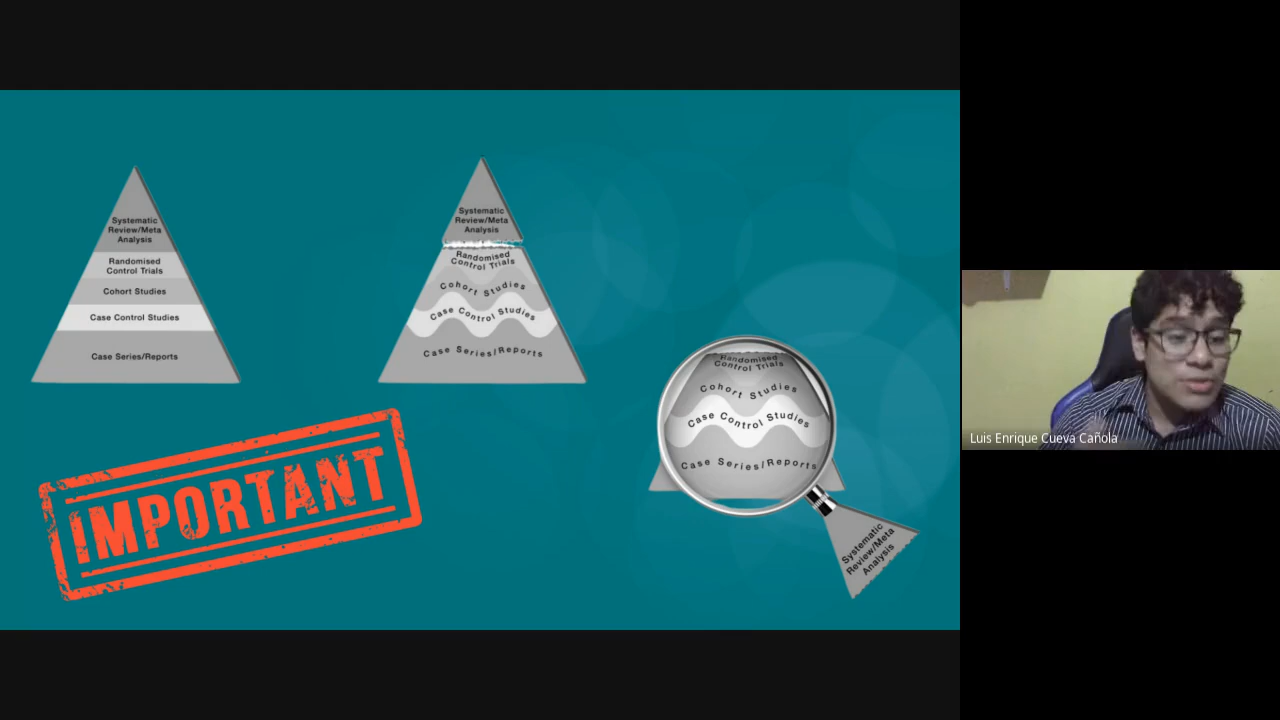 Systematic
Review/Meta
Analysis
Randomised
Control Trials
Cohort Studies
Case Control Studies
Case Series/Reports
Systematic
Review/Meta
Analysis
Randomised
Control Trials
Cohort Studies
Case Control Studies
Case Series/Reports
Randomised
Control Trials
Cohort Studies
Case Control Studies
Case Series/Reports
Systematic
Review/Meta
Analysis
IMPORTANT
Luis Enrique Cueva Cañola